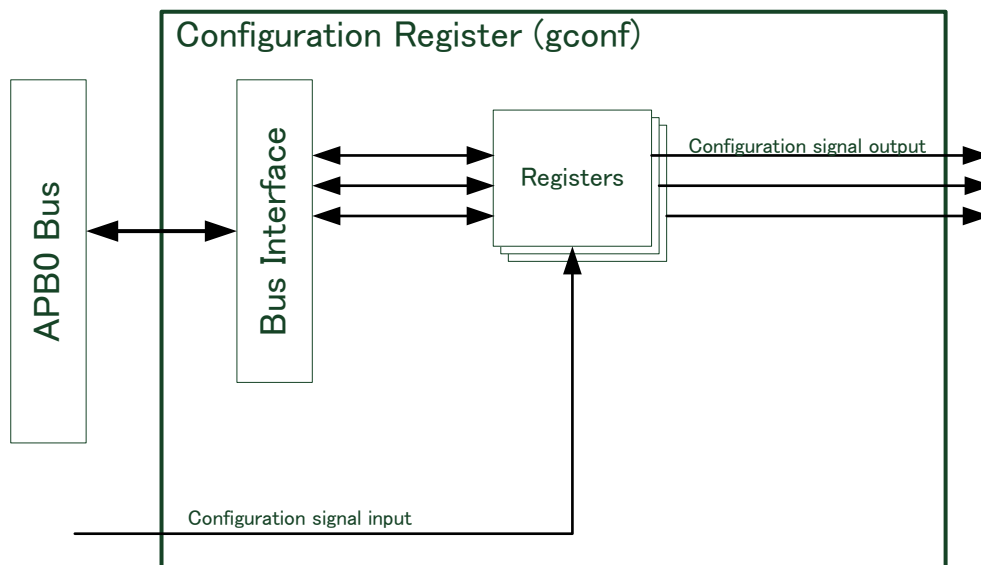 Configuration Register (gconf)
APB0 Bus
Bus Interface
Registers
Configuration signal output
Configuration signal input